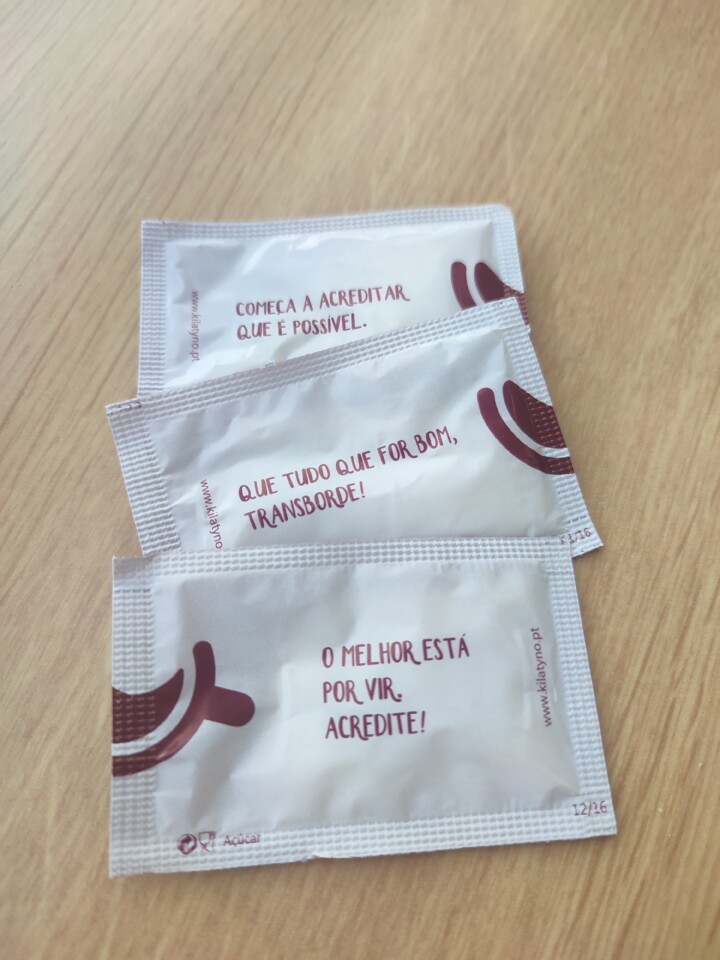 COMEÇA A ACREDITAR
QUE É POSSÍVEL.
www.kilatyno.pt
QUE TUDO QUE FOR BOM,
TRANSBORDE!
www.kilatyno
O MELHOR ESTÁ
POR VIR.
ACREDITE!
www.kilatyno.pt
12/16
Açúcar